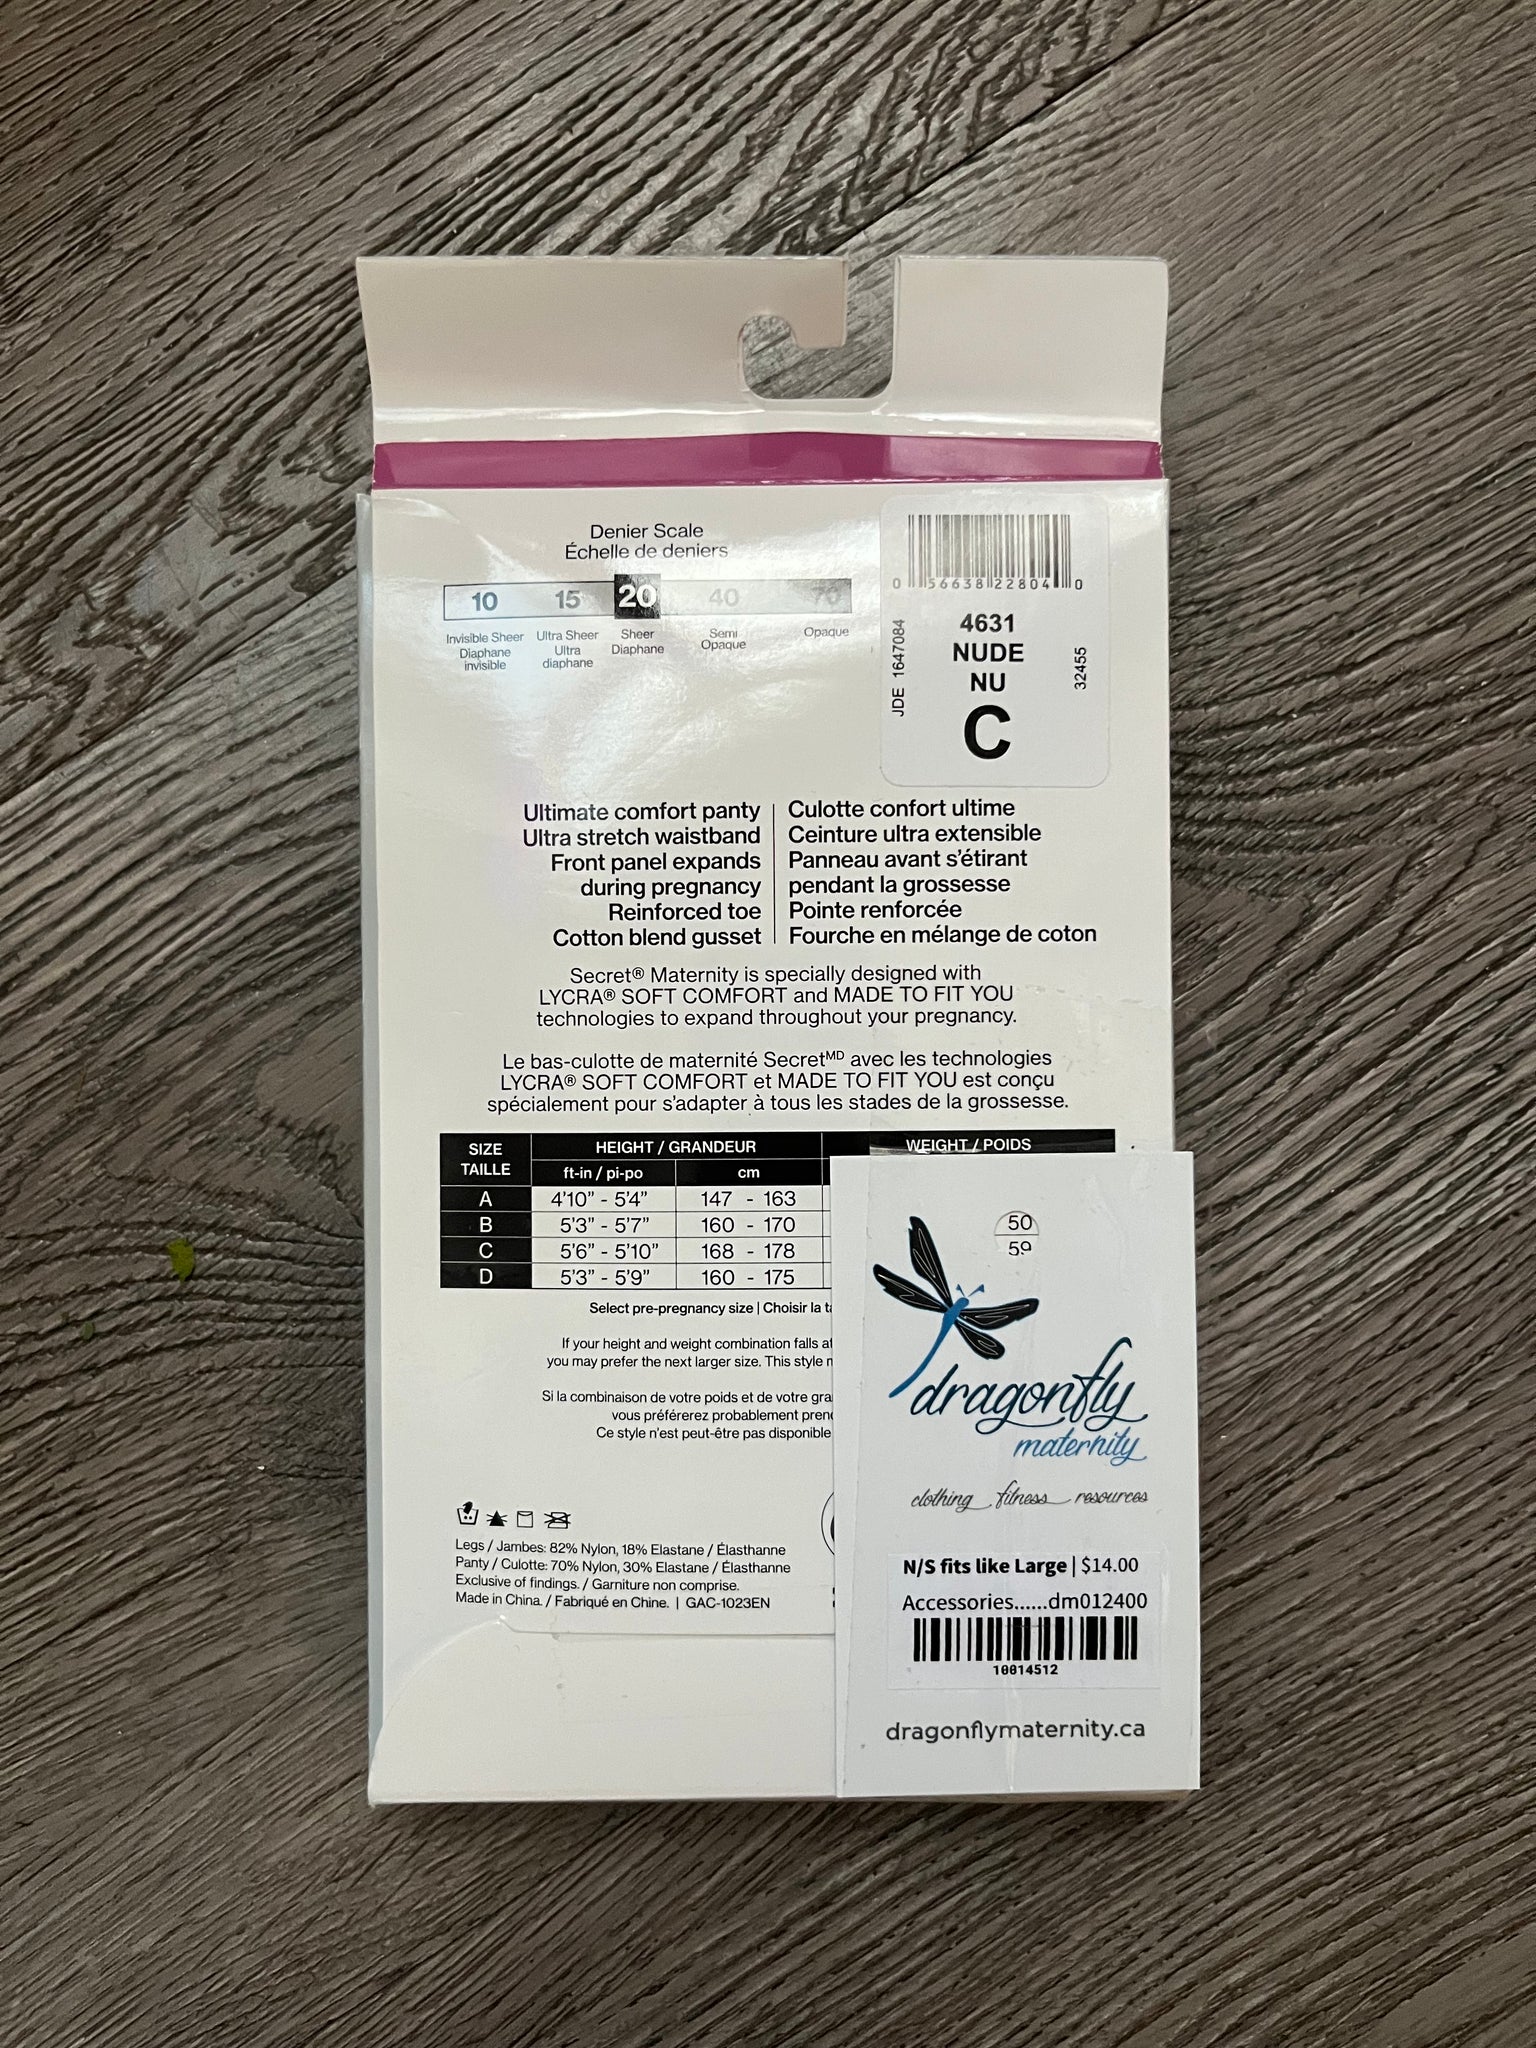 Denier Scale
Échelle de deniers
10 15 20 40 70
Invisible Sheer
Diaphane
invisible
Ultra Sheer
Ultra
diaphane
Sheer
Diaphane
Semi
Opaque
Opaque
0 56638 22804 0
JDE 1647084
4631
NUDE
NU
C
32455
Ultimate comfort panty
Ultra stretch waistband
Front panel expands
during pregnancy
Reinforced toe
Cotton blend gusset
Culotte confort ultime
Ceinture ultra extensible
Panneau avant s'étirant
pendant la grossesse
Pointe renforcée
Fourche en mélange de coton
Secret® Maternity is specially designed with
LYCRA® SOFT COMFORT and MADE TO FIT YOU
technologies to expand throughout your pregnancy.
Le bas-culotte de maternité Secretᴹᴰ avec les technologies
LYCRA® SOFT COMFORT et MADE TO FIT YOU est conçu
spécialement pour s'adapter à tous les stades de la grossesse.
SIZE
TAILLE
HEIGHT / GRANDEUR
WEIGHT / POIDS
ft-in / pi-po cm
A 4'10” - 5'4” 147 - 163
B 5'3” - 5'7” 160 - 170
C 5'6” - 5'10” 168 - 178
D 5'3” - 5'9” 160 - 175
Select pre-pregnancy size | Choisir la
If your height and weight combination falls
you may prefer the next larger size. This style
Si la combinaison de votre poids et de votre
vous préférerez probablement
Ce style n'est peut-être pas disponible
Legs / Jambes: 82% Nylon, 18% Elastane / Élasthanne
Panty / Culotte: 70% Nylon, 30% Elastane / Élasthanne
Exclusive of findings. / Garniture non comprise.
Made in China. / Fabriqué en Chine. | GAC-1023EN
50
59
dragonfly
maternity
clothing fitness resources
N/S fits like Large | $14.00
Accessories......dm012400
10014512
dragonflymaternity.ca